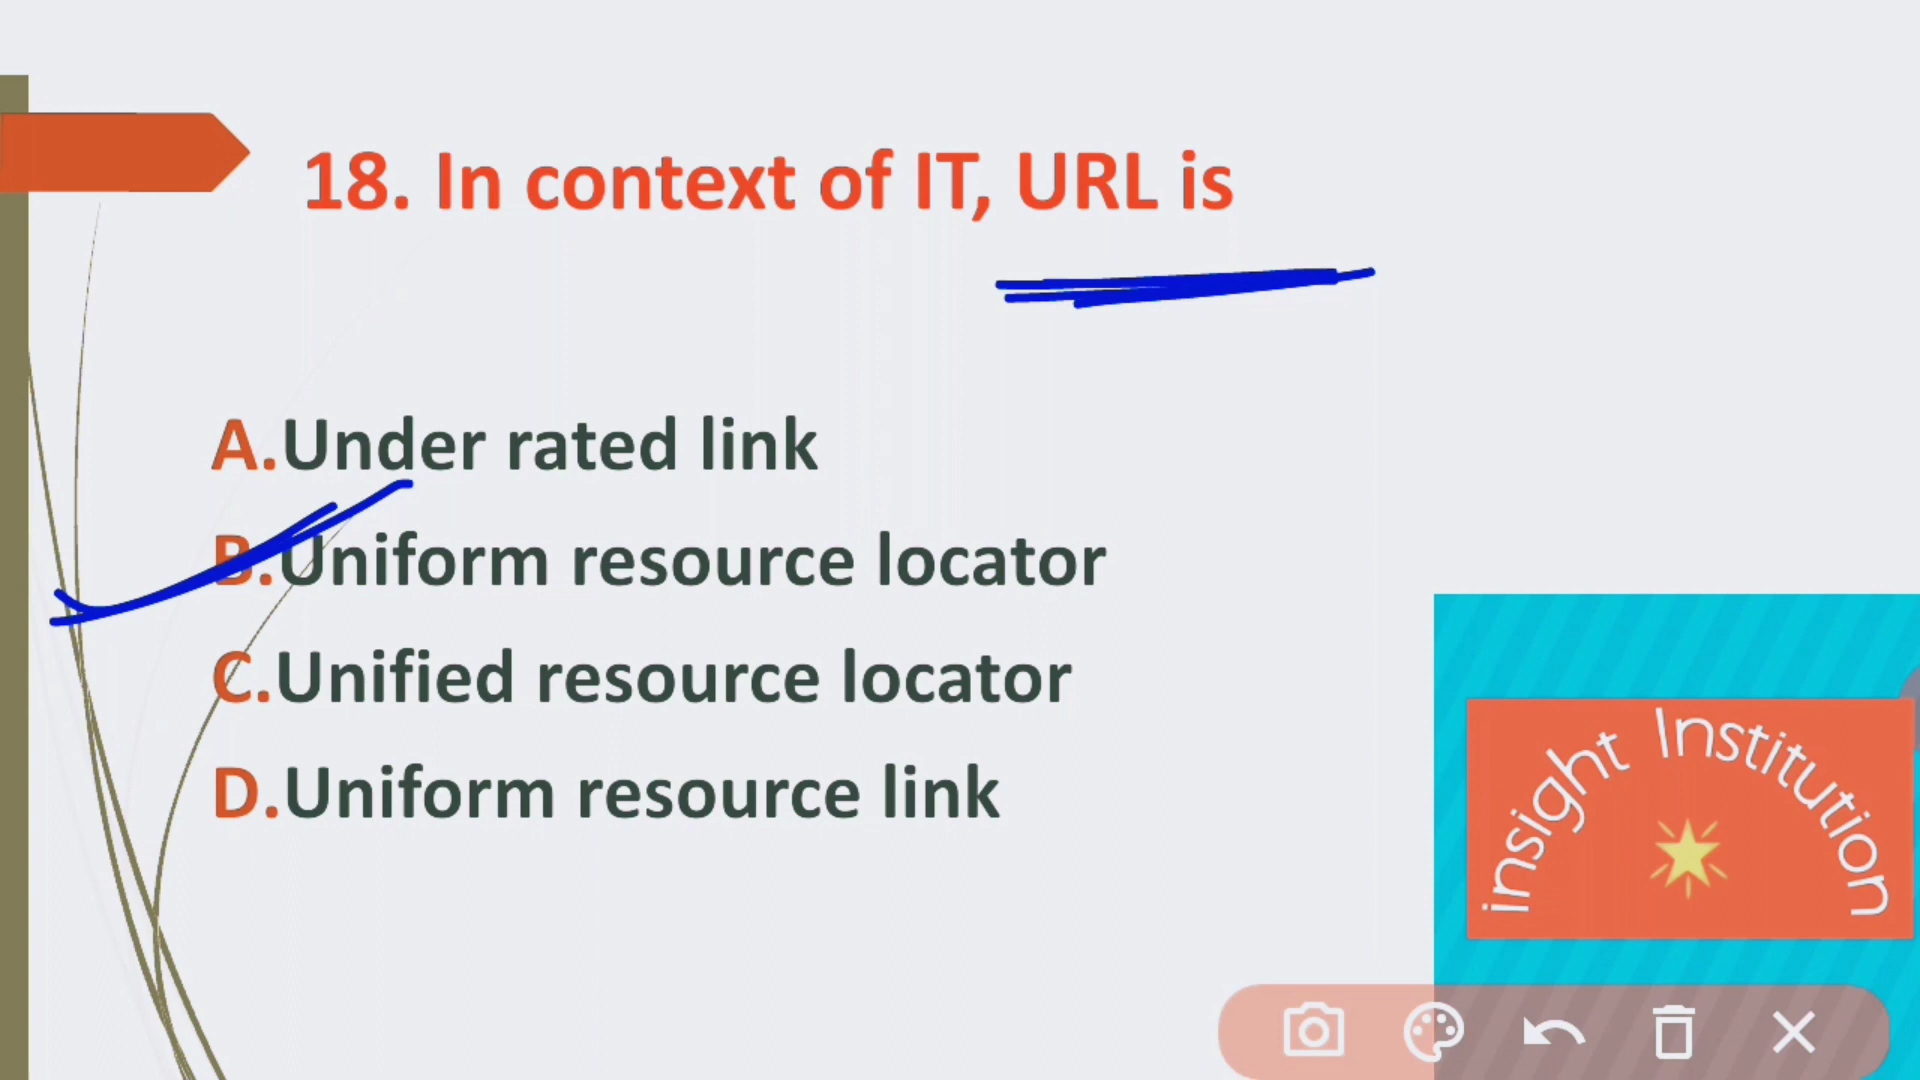 18. In context of IT, URL is
A.Under rated link
B.Uniform resource locator
C.Unified resource locator
D.Uniform resource link
insight Institution